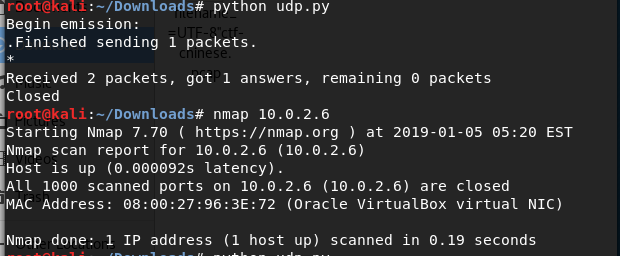 root@kali:~/Downloads# python udp.py
Begin emission:
.Finished sending 1 packets.
*
Received 2 packets, got 1 answers, remaining 0 packets
Closed
root@kali:~/Downloads# nmap 10.0.2.6
Starting Nmap 7.70 ( https://nmap.org ) at 2019-01-05 05:20 EST
Nmap scan report for 10.0.2.6 (10.0.2.6)
Host is up (0.000092s latency).
All 1000 scanned ports on 10.0.2.6 (10.0.2.6) are closed
MAC Address: 08:00:27:96:3E:72 (Oracle VirtualBox virtual NIC)
Nmap done: 1 IP address (1 host up) scanned in 0.19 seconds
root@kali:~/Downloads# python udp.py